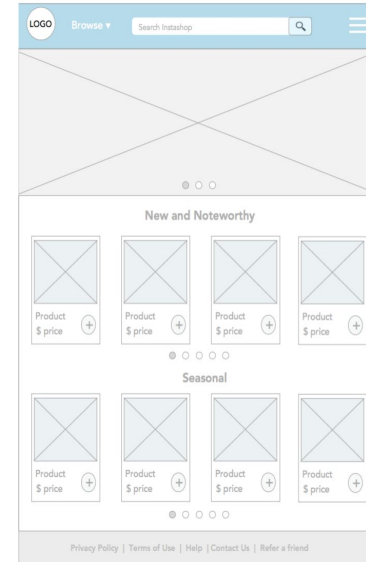 LOGO
Browse ▾
Search Instashop
New and Noteworthy
Product
$ price
+
Product
$ price
+
Product
$ price
+
Product
$ price
+
Seasonal
Product
$ price
+
Product
$ price
+
Product
$ price
+
Product
$ price
+
Privacy Policy | Terms of Use | Help | Contact Us | Refer a friend